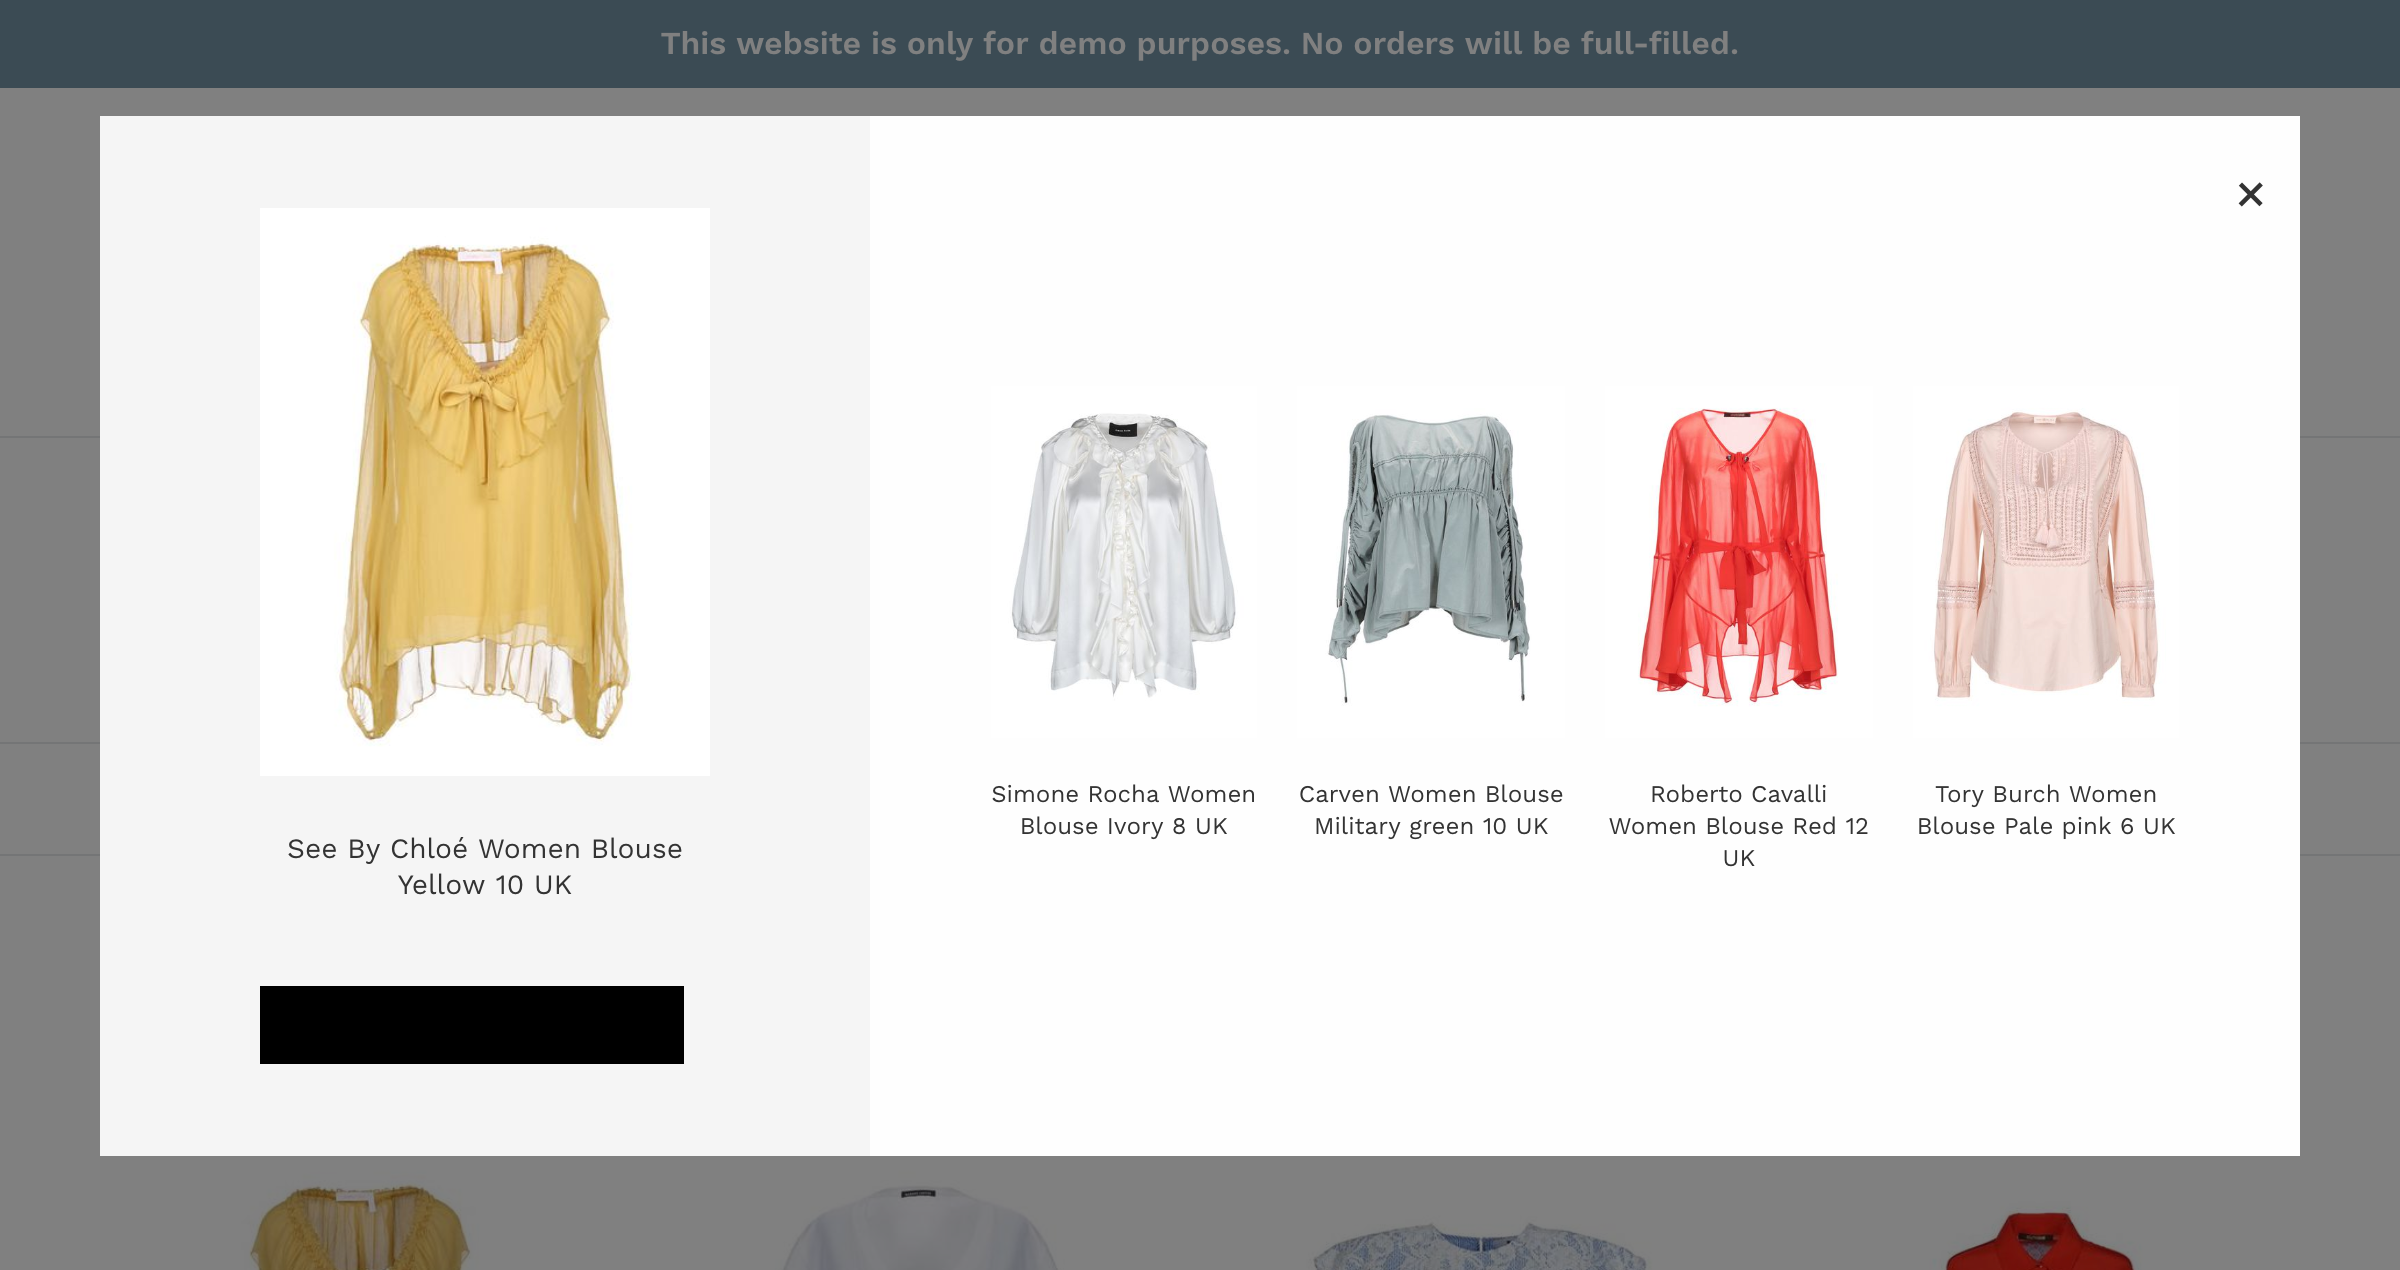 This website is only for demo purposes. No orders will be full-filled.
See By Chloé Women Blouse
Yellow 10 UK
Simone Rocha Women
Blouse Ivory 8 UK
Carven Women Blouse
Military green 10 UK
Roberto Cavalli
Women Blouse Red 12
UK
Tory Burch Women
Blouse Pale pink 6 UK